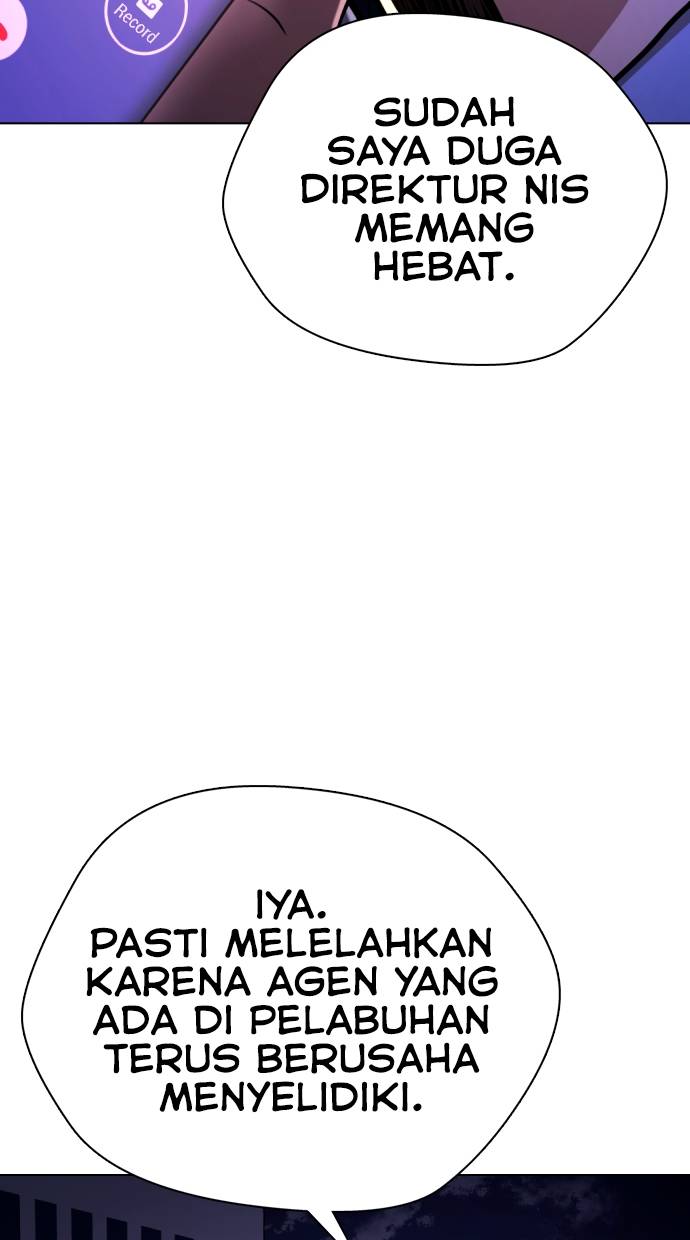 Record
SUDAH
SAYA DUGA
DIREKTUR NIS
MEMANG
HEBAT.
IYA.
PASTI MELELAHKAN
KARENA AGEN YANG
ADA DI PELABUHAN
TERUS BERUSAHA
MENYELIDIKI.